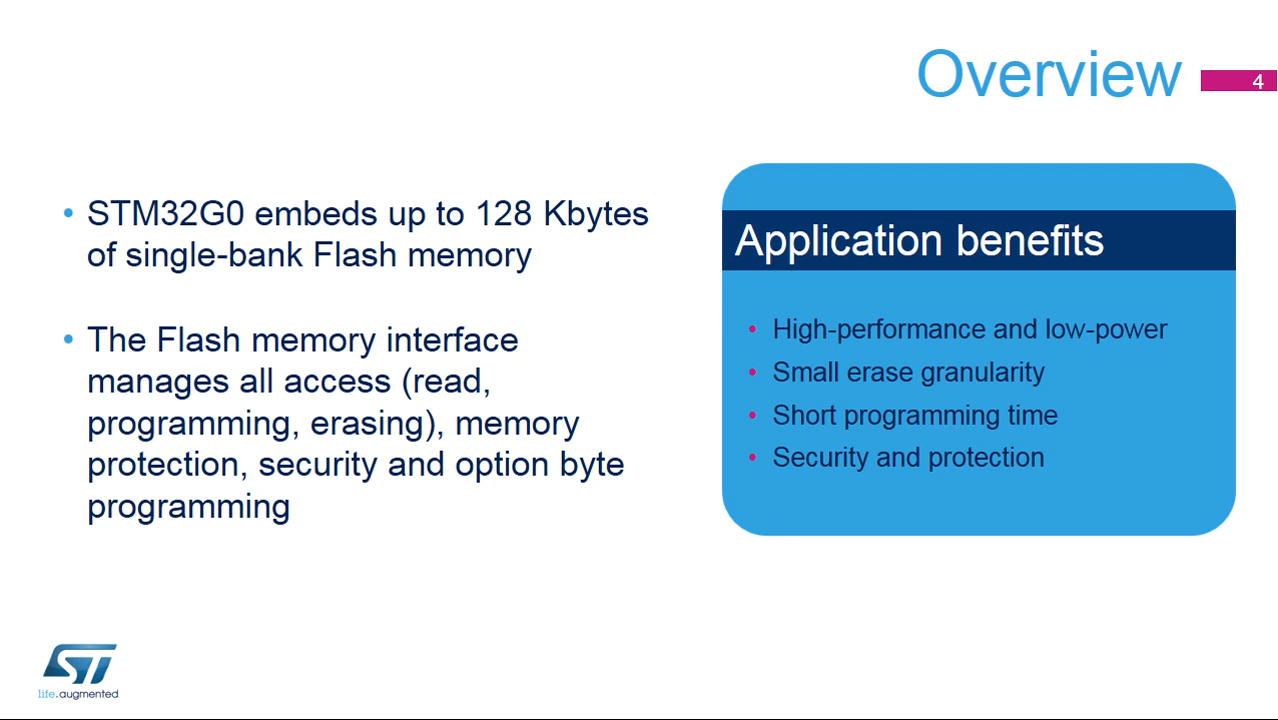 Overview
4
• STM32G0 embeds up to 128 Kbytes
of single-bank Flash memory
• The Flash memory interface
manages all access (read,
programming, erasing), memory
protection, security and option byte
programming
Application benefits
• High-performance and low-power
• Small erase granularity
• Short programming time
• Security and protection
ST
life.augmented